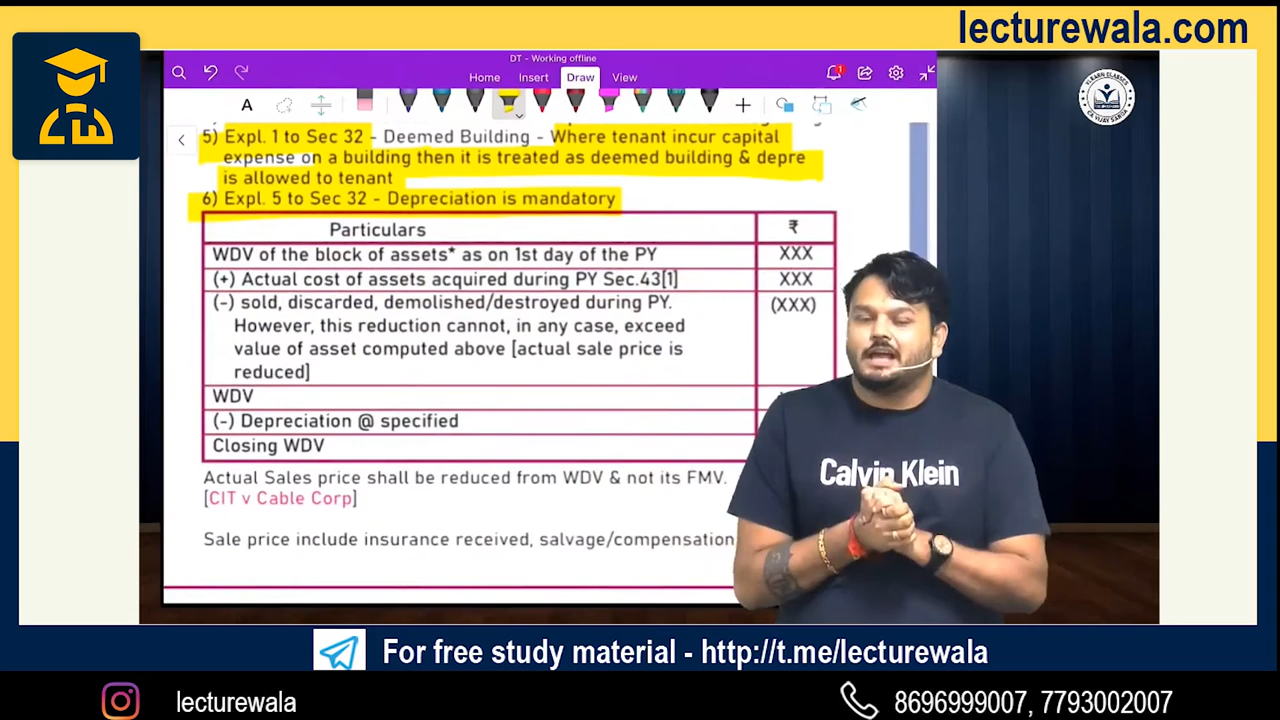 lecturewala.com
DT - Working offline
Home Insert Draw View
1
A
5) Expl. 1 to Sec 32 - Deemed Building - Where tenant incur capital
expense on a building then it is treated as deemed building & depre
is allowed to tenant
6) Expl. 5 to Sec 32 - Depreciation is mandatory
Particulars ₹
WDV of the block of assets* as on 1st day of the PY XXX
(+) Actual cost of assets acquired during PY Sec.43[1] XXX
(-) sold, discarded, demolished/destroyed during PY. (XXX)
However, this reduction cannot, in any case, exceed
value of asset computed above [actual sale price is
reduced]
WDV
(-) Depreciation @ specified
Closing WDV
Actual Sales price shall be reduced from WDV & not its FMV.
[CIT v Cable Corp]
Sale price include insurance received, salvage/compensation
Calvin Klein
For free study material - http://t.me/lecturewala
lecturewala
8696999007, 7793002007